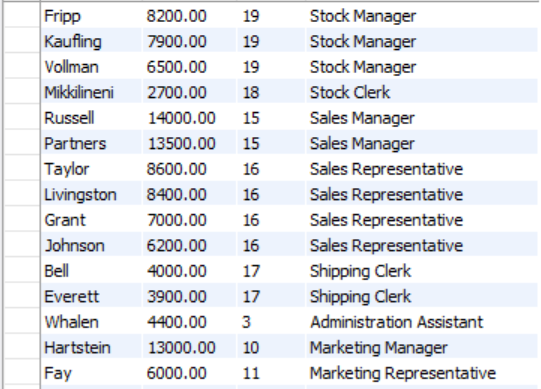 Fripp 8200.00 19 Stock Manager
Kaufling 7900.00 19 Stock Manager
Vollman 6500.00 19 Stock Manager
Mikkilineni 2700.00 18 Stock Clerk
Russell 14000.00 15 Sales Manager
Partners 13500.00 15 Sales Manager
Taylor 8600.00 16 Sales Representative
Livingston 8400.00 16 Sales Representative
Grant 7000.00 16 Sales Representative
Johnson 6200.00 16 Sales Representative
Bell 4000.00 17 Shipping Clerk
Everett 3900.00 17 Shipping Clerk
Whalen 4400.00 3 Administration Assistant
Hartstein 13000.00 10 Marketing Manager
Fay 6000.00 11 Marketing Representative